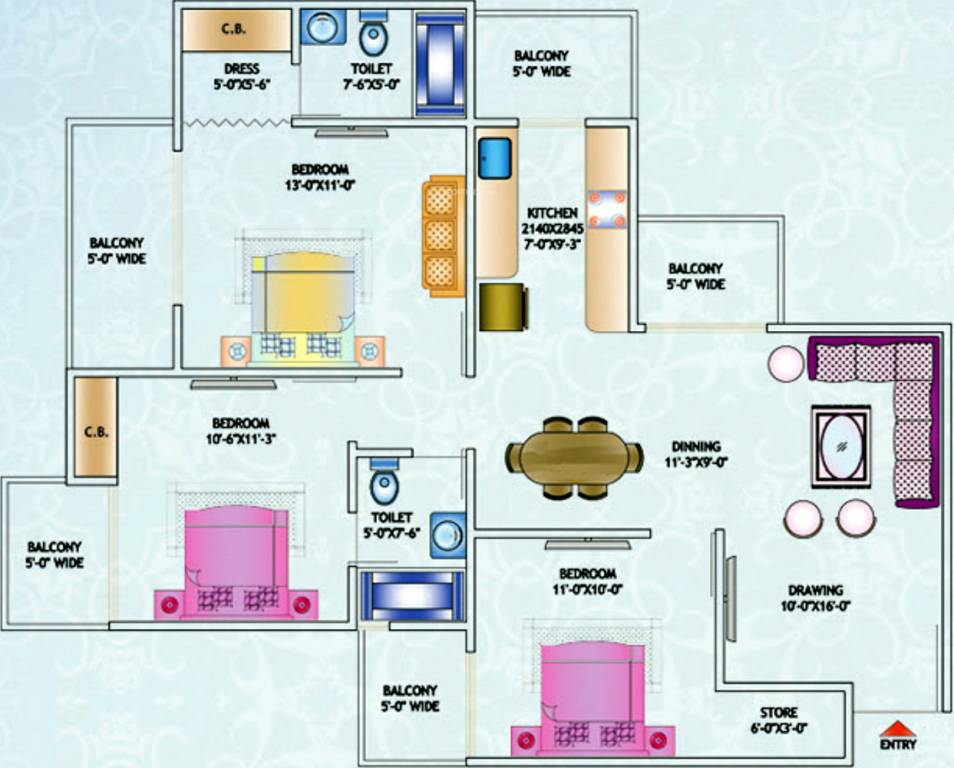 C.B.
DRESS
5'-0"X5'-6"
TOILET
7'-6"X5'-0"
BALCONY
5'-0" WIDE
BEDROOM
13'-0"X11'-0"
KITCHEN
2140X2845
7'-0"X9'-3"
BALCONY
5'-0" WIDE
BALCONY
5'-0" WIDE
C.B.
BEDROOM
10'-6"X11'-3"
DINNING
11'-3"X9'-0"
TOILET
5'-0"X7'-6"
BALCONY
5'-0" WIDE
BEDROOM
11'-0"X10'-0"
DRAWING
10'-0"X16'-0"
BALCONY
5'-0" WIDE
STORE
6'-0"X3'-0"
ENTRY